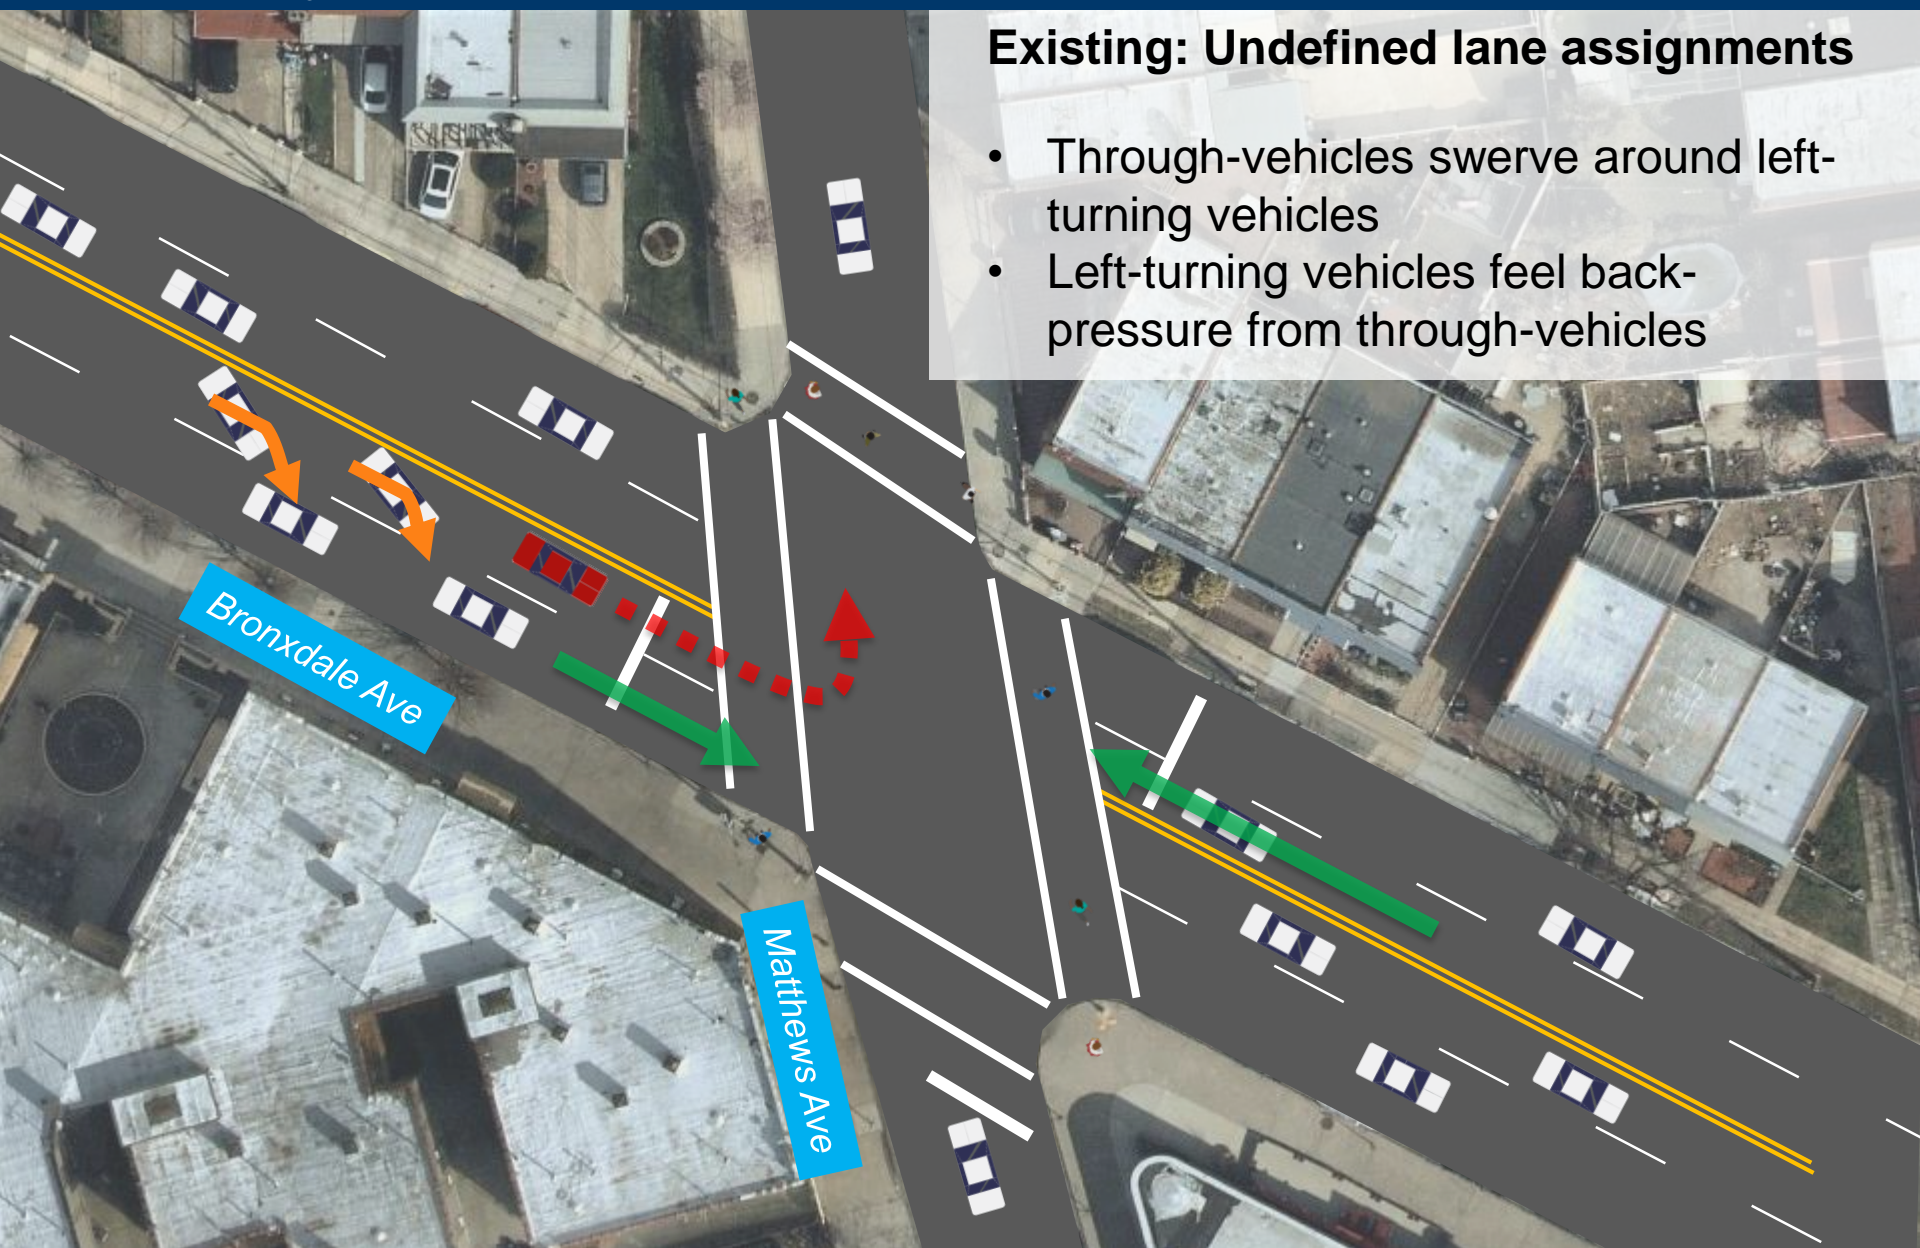 Existing: Undefined lane assignments
• Through-vehicles swerve around left-
turning vehicles
• Left-turning vehicles feel back-
pressure from through-vehicles
Bronxdale Ave
Matthews Ave